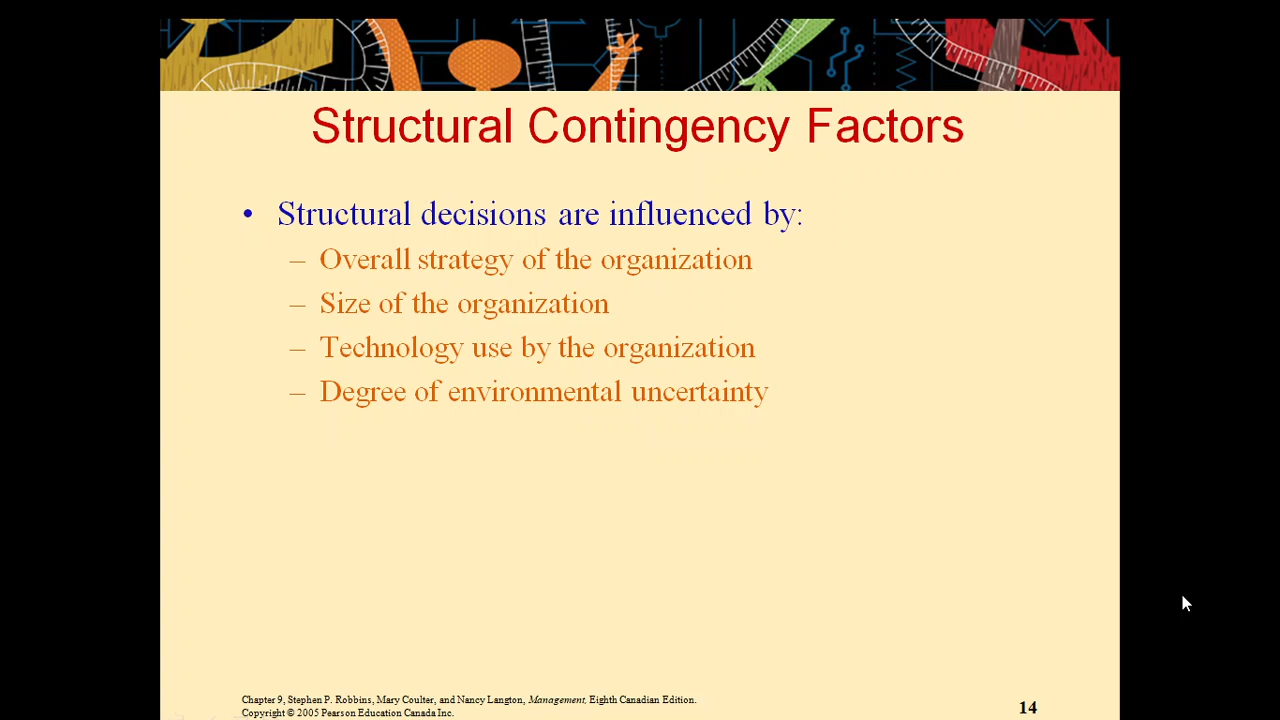 Structural Contingency Factors
• Structural decisions are influenced by:
– Overall strategy of the organization
– Size of the organization
– Technology use by the organization
– Degree of environmental uncertainty
Chapter 9, Stephen P. Robbins, Mary Coulter, and Nancy Langton, Management, Eighth Canadian Edition.
Copyright © 2005 Pearson Education Canada Inc.
14